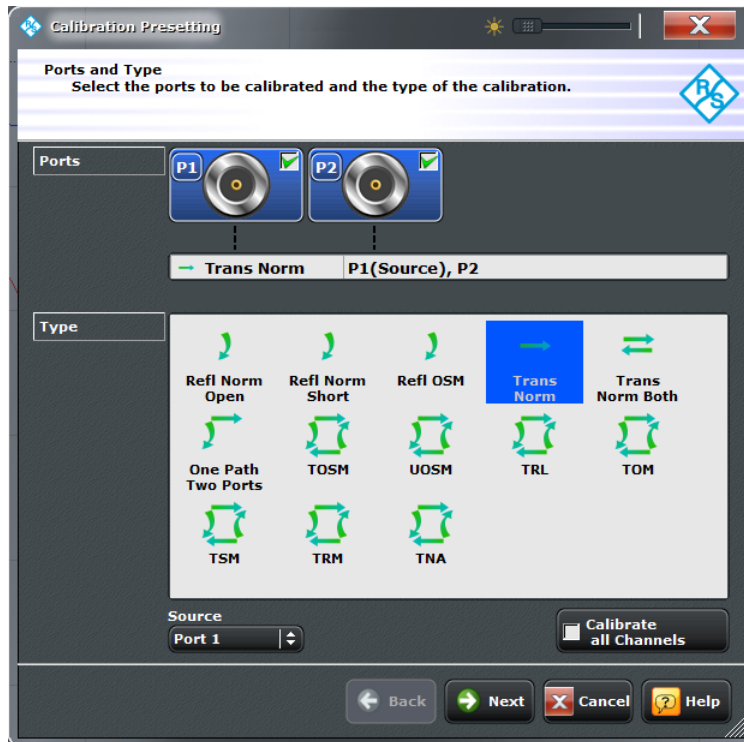 Calibration Presetting
X
Ports and Type
Select the ports to be calibrated and the type of the calibration.
R&S
Ports
P1
P2
Trans Norm P1(Source), P2
Type
Refl Norm Open
Refl Norm Short
Refl OSM
Trans Norm
Trans Norm Both
One Path Two Ports
TOSM
UOSM
TRL
TOM
TSM
TRM
TNA
Source
Port 1
Calibrate all Channels
Back
Next
X Cancel
? Help